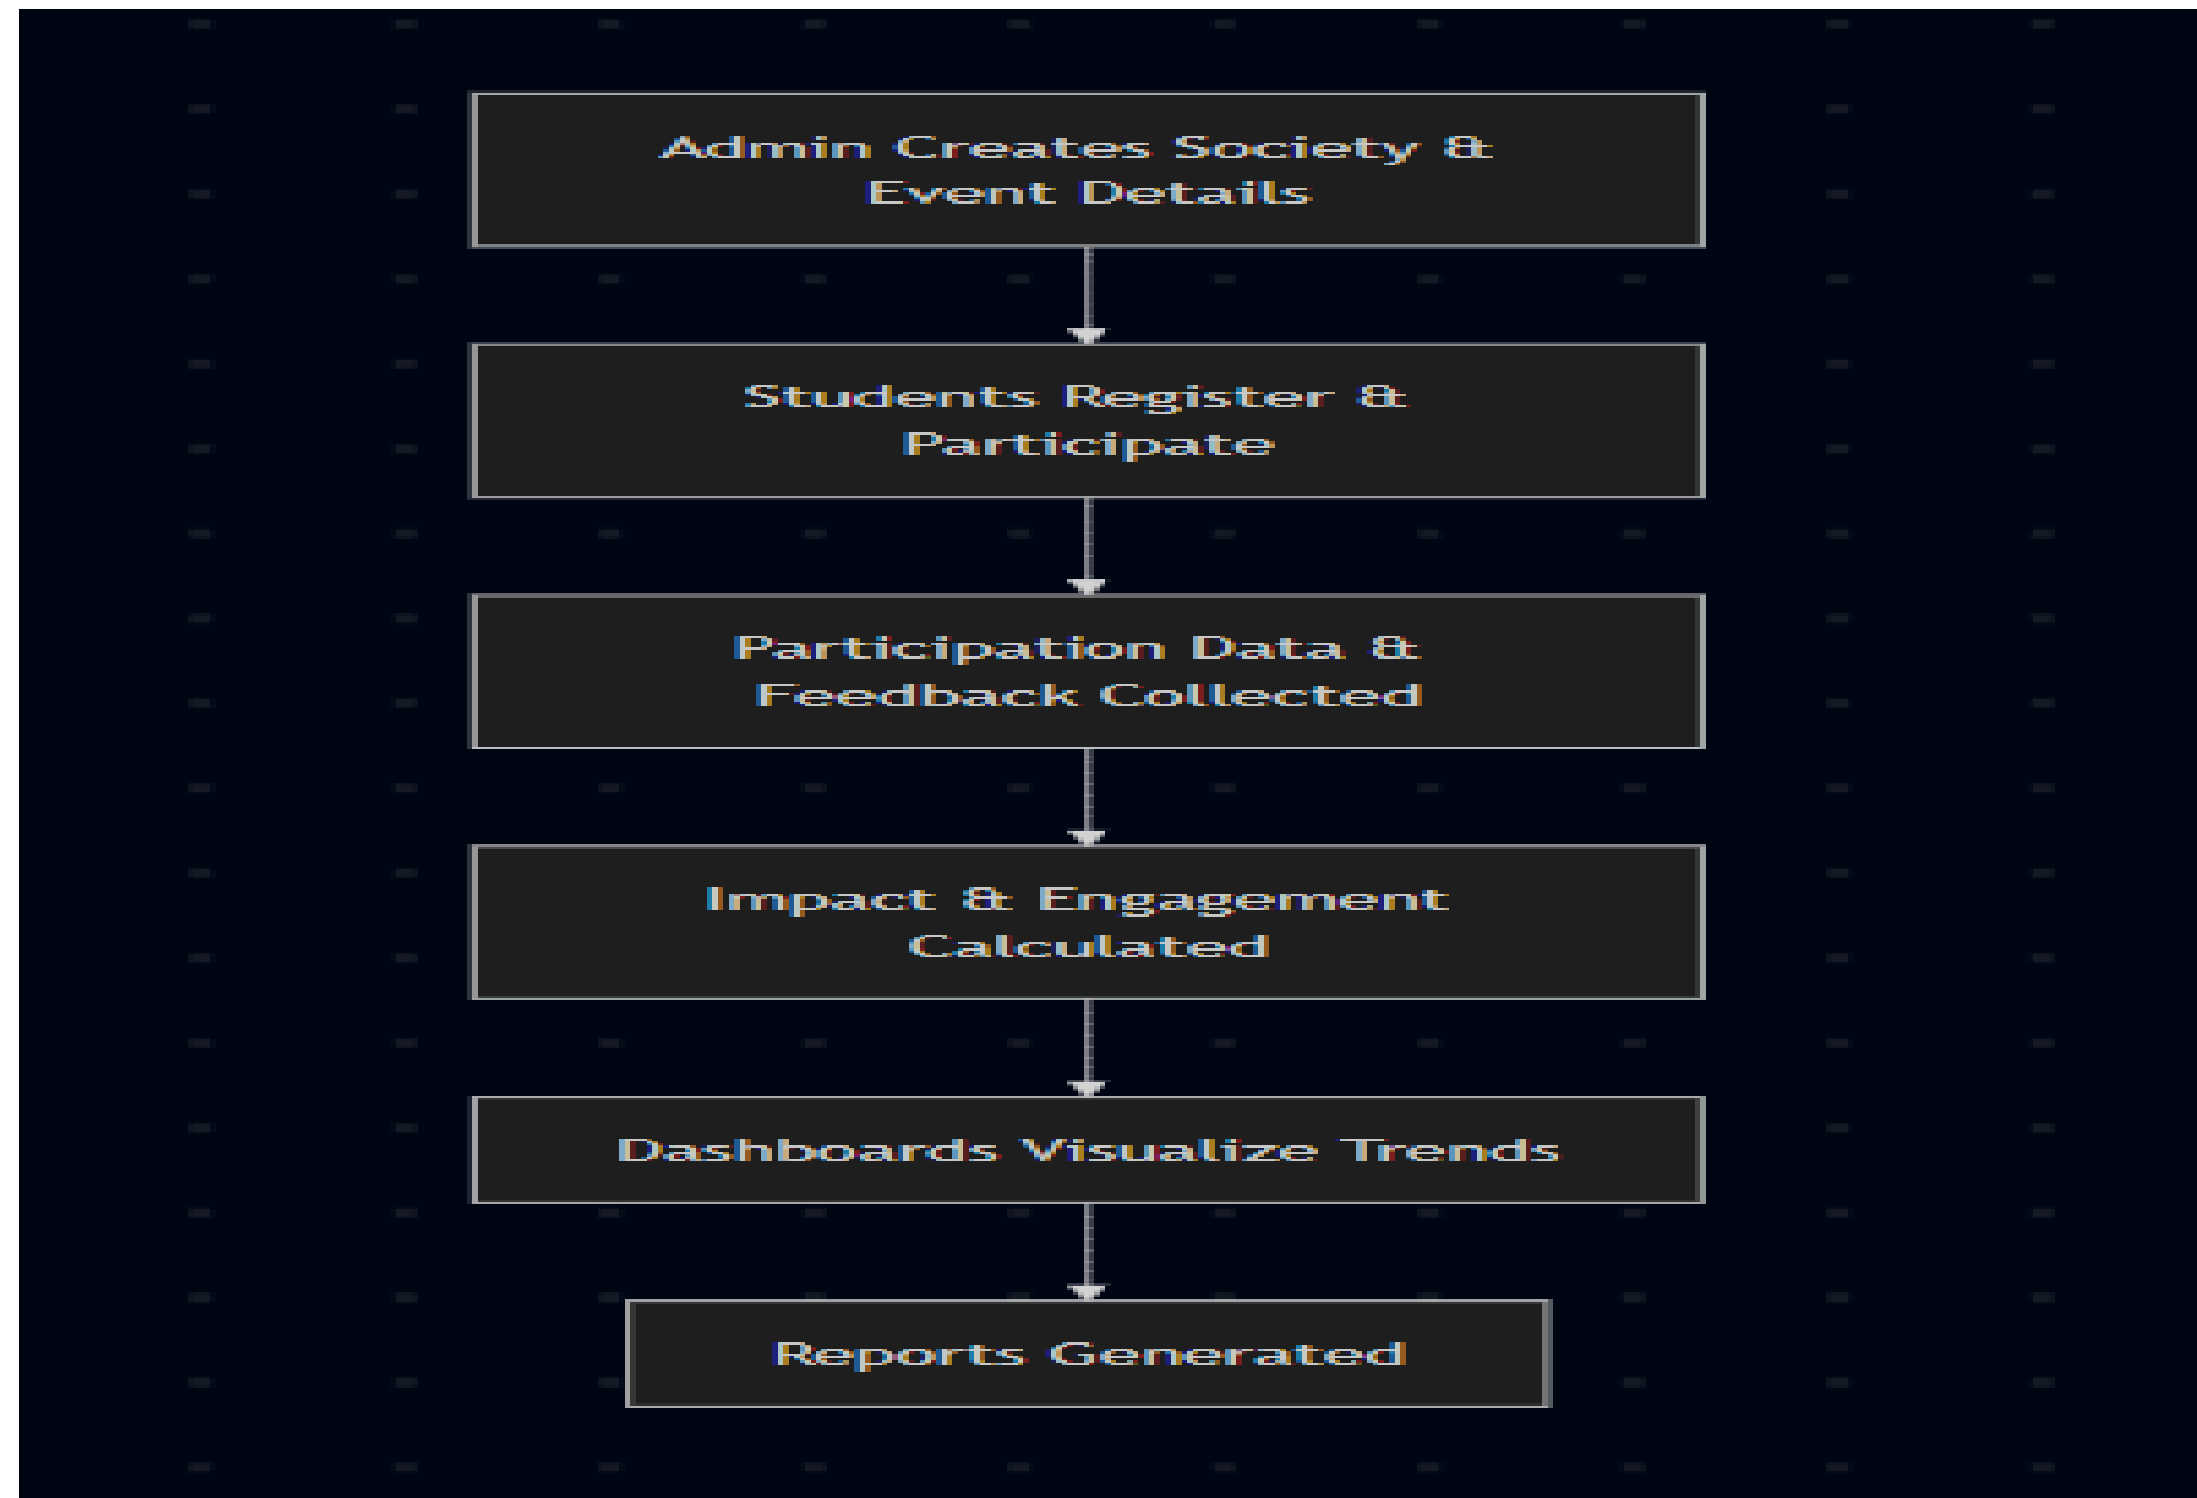 Admin Creates Society &
Event Details
Students Register &
Participate
Participation Data &
Feedback Collected
Impact & Engagement
Calculated
Dashboards Visualize Trends
Reports Generated